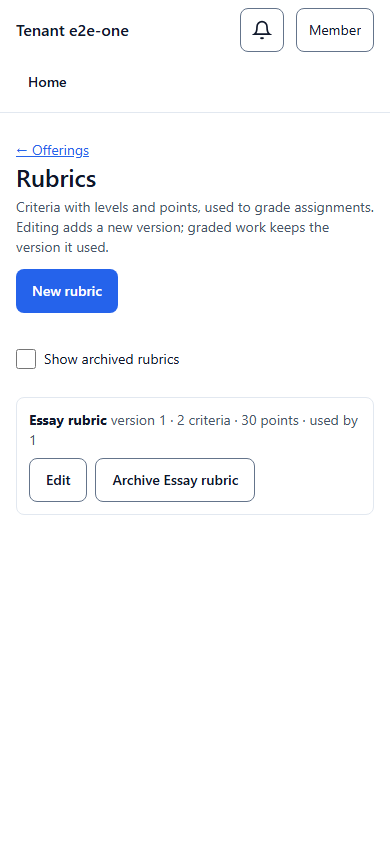 Tenant e2e-one
Member
Home
← Offerings
Rubrics
Criteria with levels and points, used to grade assignments.
Editing adds a new version; graded work keeps the
version it used.
New rubric
Show archived rubrics
Essay rubric version 1 · 2 criteria · 30 points · used by
1
Edit
Archive Essay rubric